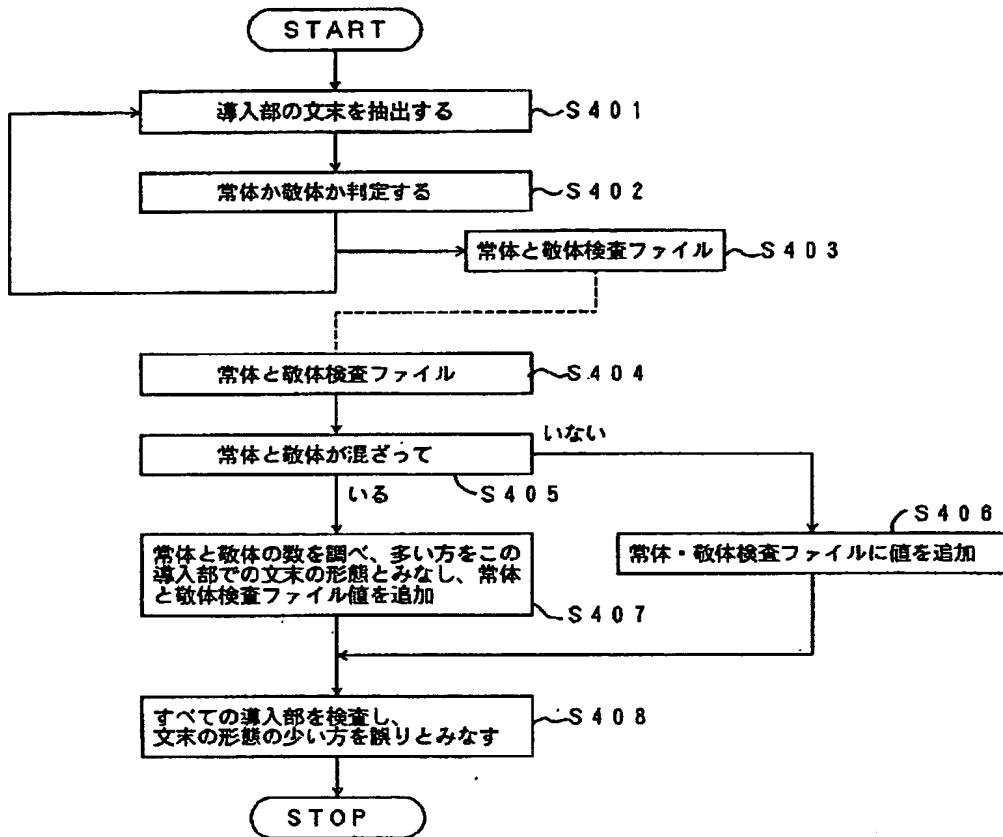 START
導入部の文末を抽出する
S401
常体か敬体か判定する
S402
常体と敬体検査ファイル
S403
常体と敬体検査ファイル
S404
常体と敬体が混ざって
いない
S405
いる
S406
常体・敬体検査ファイルに値を追加
常体と敬体の数を調べ、多い方をこの
導入部での文末の形態とみなし、常体
と敬体検査ファイル値を追加
S407
すべての導入部を検査し、
文末の形態の少い方を誤りとみなす
S408
STOP